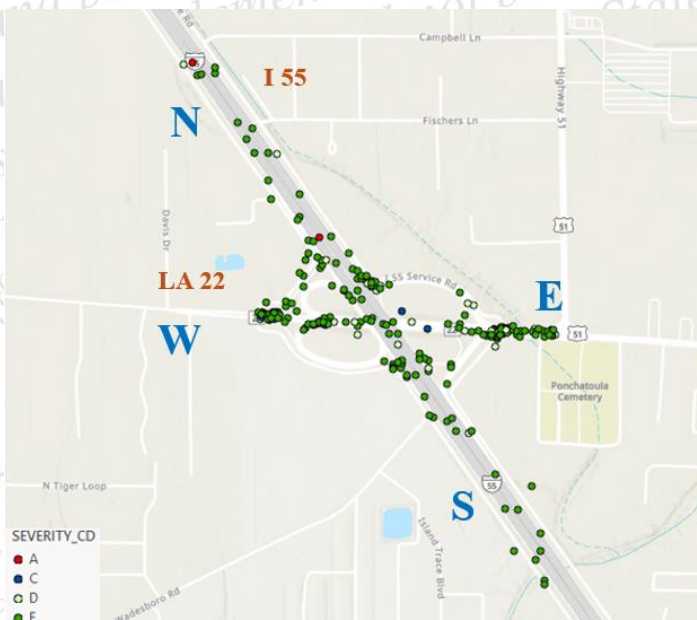 Campbell Ln
I 55
Highway 51
N
Fischers Ln
51
Davis Dr
LA 22
I 55 Service Rd
E
W
22
51
Ponchatoula
Cemetery
N Tiger Loop
55
S
Island Trace Blvd
SEVERITY_CD
A
C
D
E
Wadesboro Rd